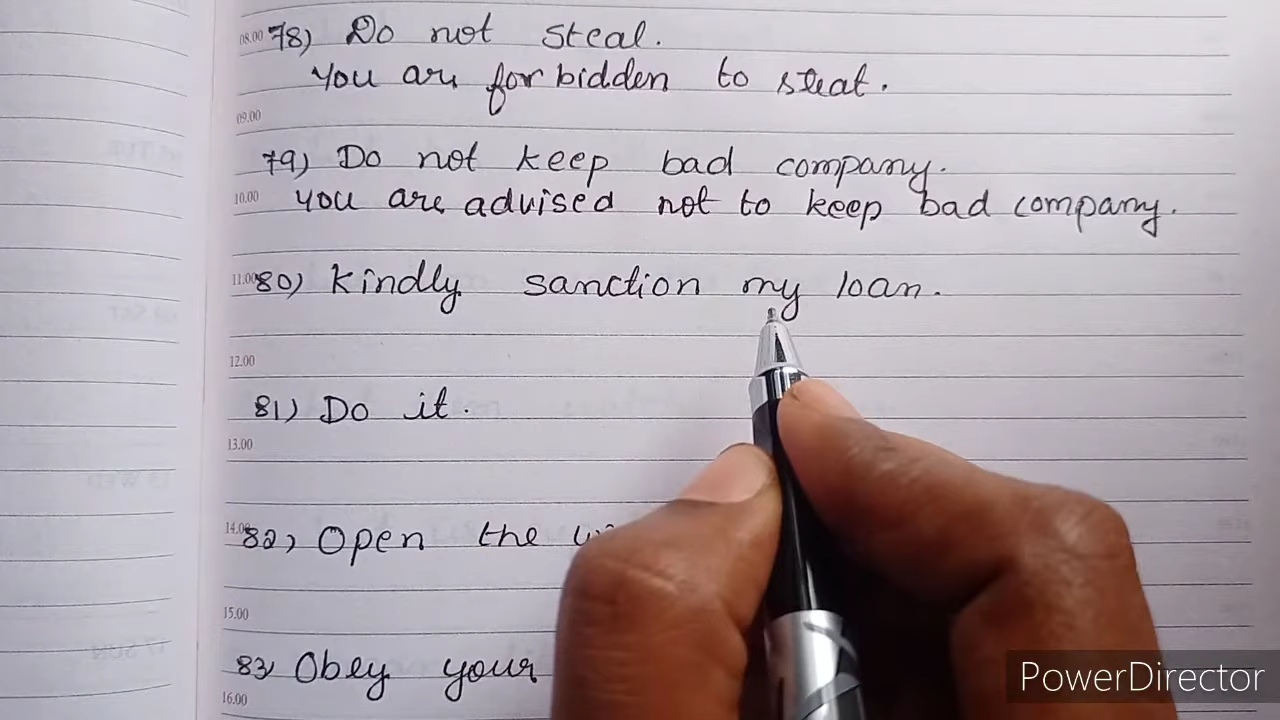 08.00 78) Do not steal.
You are forbidden to steal.
09.00
79) Do not keep bad company.
10.00 You are advised not to keep bad company.
11.00 80) Kindly sanction my loan.
12.00
81) Do it.
13.00
14.00 82) Open the
15.00
83) Obey your
16.00
PowerDirector